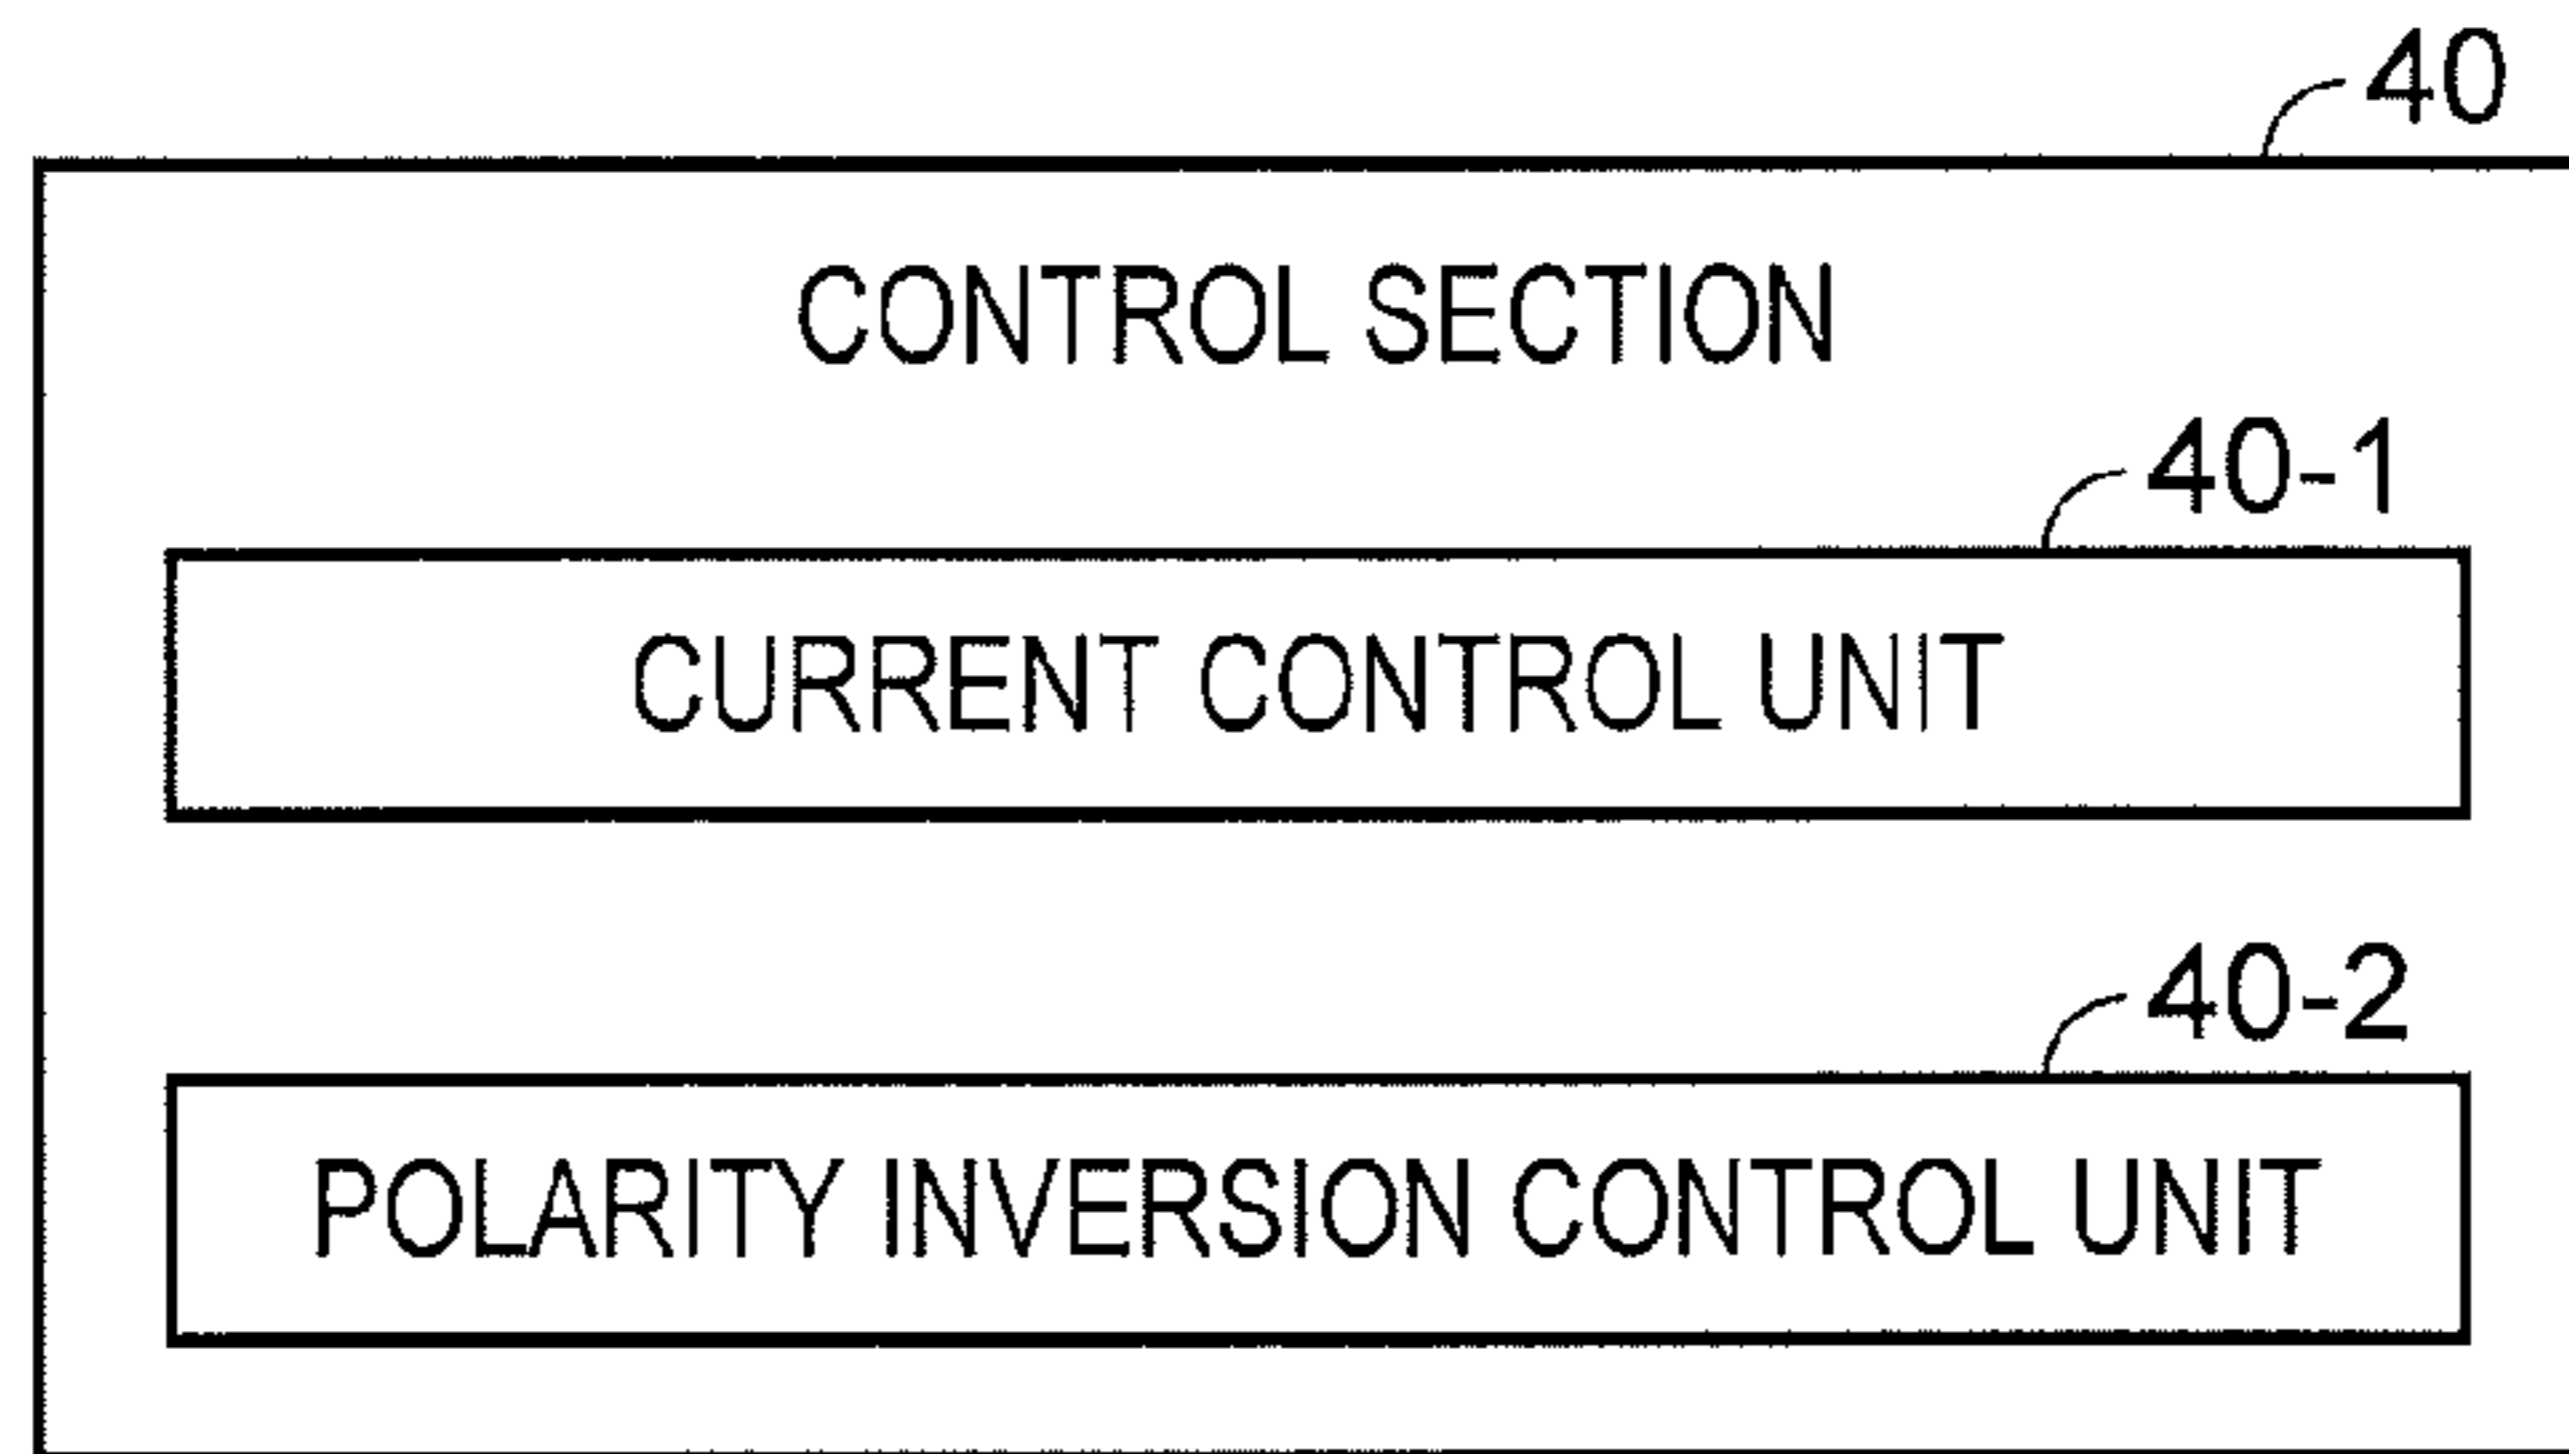 40
CONTROL SECTION
40-1
CURRENT CONTROL UNIT
40-2
POLARITY INVERSION CONTROL UNIT